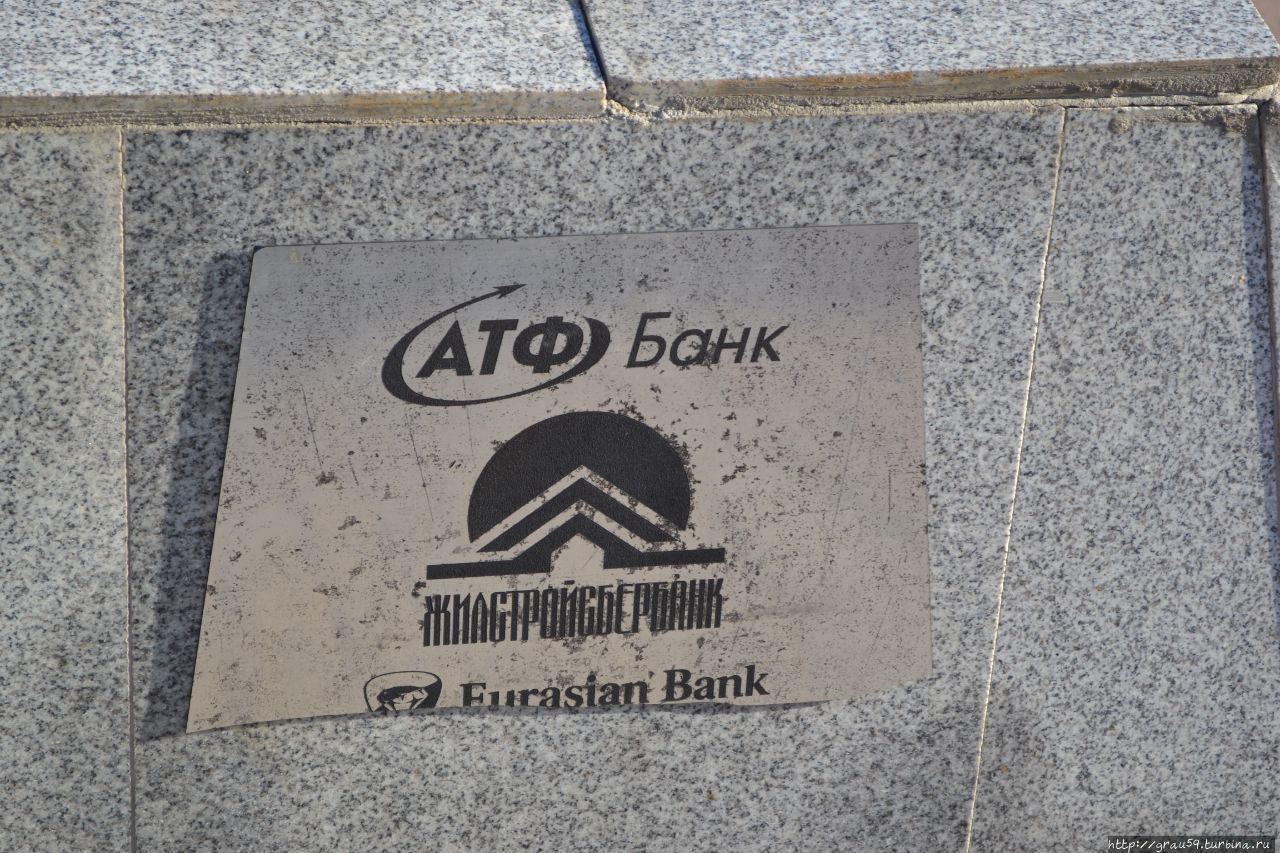 АТФ Банк
ЖИЛСТРОЙСБЕРБАНК
Eurasian Bank
http://grau59.turbina.ru